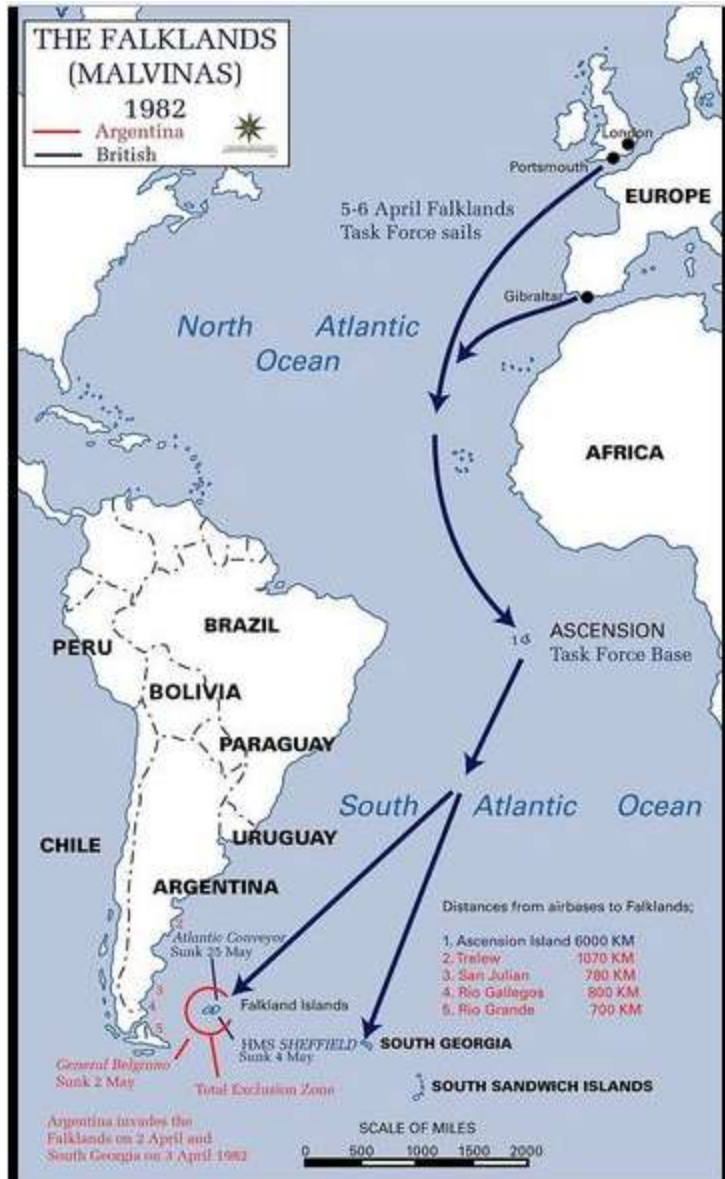 THE FALKLANDS
(MALVINAS)
1982
Argentina
British
London
Portsmouth
EUROPE
5-6 April Falklands
Task Force sails
Gibraltar
North Atlantic
Ocean
AFRICA
ASCENSION
Task Force Base
1
BRAZIL
PERU
BOLIVIA
PARAGUAY
South Atlantic Ocean
URUGUAY
CHILE
ARGENTINA
Distances from airbases to Falklands;
1. Ascension Island 6000 KM
2. Trelew 1070 KM
3. San Julian 780 KM
4. Rio Gallegos 800 KM
5. Rio Grande 700 KM
2
Atlantic Conveyor
Sunk 25 May
3
4
5
Falkland Islands
HMS SHEFFIELD
Sunk 4 May
SOUTH GEORGIA
General Belgrano
Sunk 2 May
Total Exclusion Zone
SOUTH SANDWICH ISLANDS
Argentina invades the
Falklands on 2 April and
South Georgia on 3 April 1982
SCALE OF MILES
0 500 1000 1500 2000